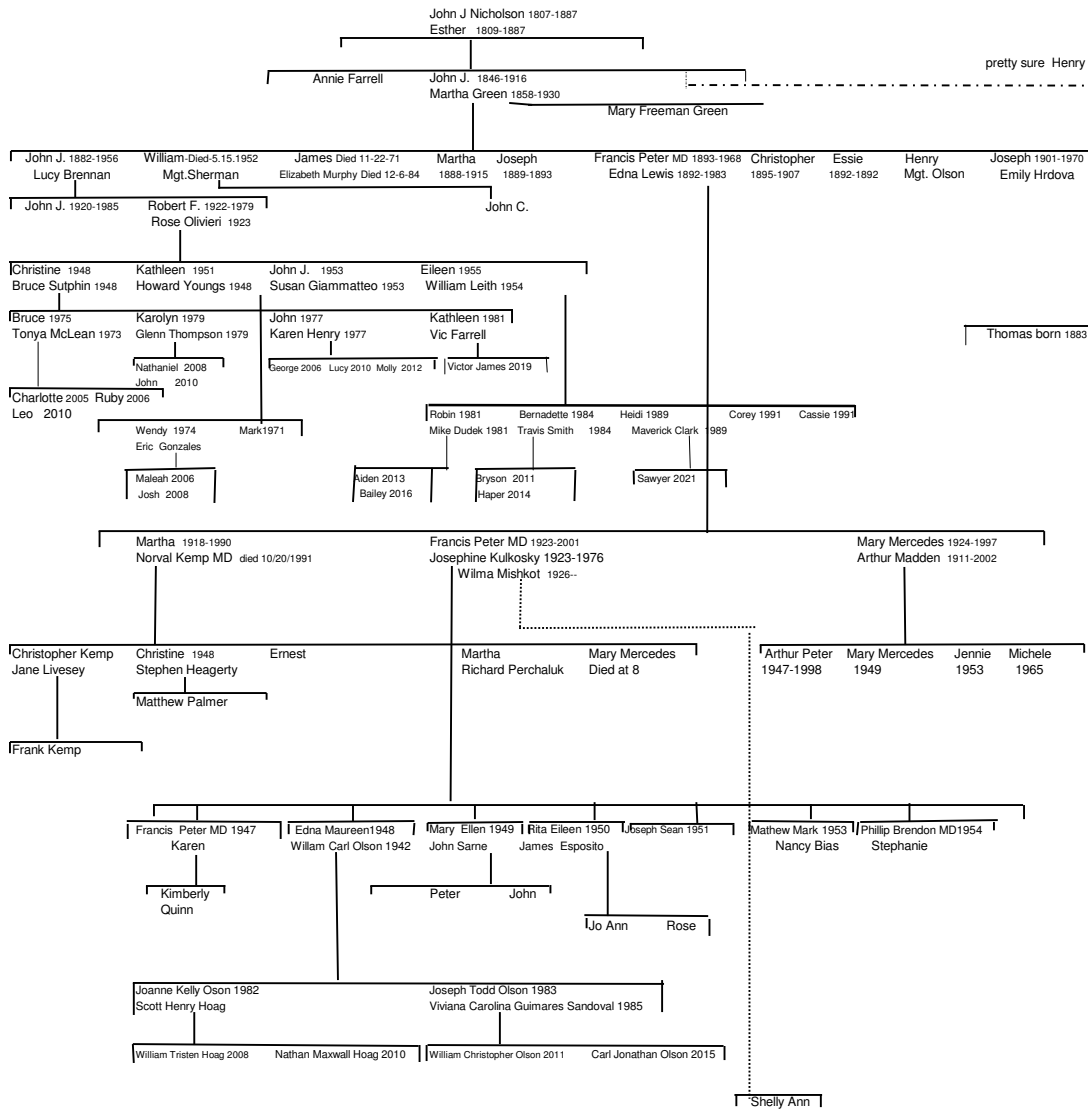 John J Nicholson 1807-1887
Esther 1809-1887
pretty sure Henry
Annie Farrell John J. 1846-1916
Martha Green 1858-1930
Mary Freeman Green
John J. 1882-1956 William-Died-5.15.1952 James Died 11-22-71 Martha Joseph Francis Peter MD 1893-1968 Christopher Essie Henry Joseph 1901-1970
Lucy Brennan Mgt.Sherman Elizabeth Murphy Died 12-6-84 1888-1915 1889-1893 Edna Lewis 1892-1983 1895-1907 1892-1892 Mgt. Olson Emily Hrdova
John J. 1920-1985 Robert F. 1922-1979 John C.
Rose Olivieri 1923
Christine 1948 Kathleen 1951 John J. 1953 Eileen 1955
Bruce Sutphin 1948 Howard Youngs 1948 Susan Giammatteo 1953 William Leith 1954
Bruce 1975 Karolyn 1979 John 1977 Kathleen 1981
Tonya McLean 1973 Glenn Thompson 1979 Karen Henry 1977 Vic Farrell Thomas born 1883
Nathaniel 2008 George 2006 Lucy 2010 Molly 2012 Victor James 2019
John 2010
Charlotte 2005 Ruby 2006
Leo 2010 Robin 1981 Bernadette 1984 Heidi 1989 Corey 1991 Cassie 1991
Wendy 1974 Mark1971 Mike Dudek 1981 Travis Smith 1984 Maverick Clark 1989
Eric Gonzales
Maleah 2006 Aiden 2013 Bryson 2011 Sawyer 2021
Josh 2008 Bailey 2016 Haper 2014
Martha 1918-1990 Francis Peter MD 1923-2001 Mary Mercedes 1924-1997
Norval Kemp MD died 10/20/1991 Josephine Kulkosky 1923-1976 Arthur Madden 1911-2002
Wilma Mishkot 1926--
Christopher Kemp Christine 1948 Ernest Martha Mary Mercedes Arthur Peter Mary Mercedes Jennie Michele
Jane Livesey Stephen Heagerty Richard Perchaluk Died at 8 1947-1998 1949 1953 1965
Matthew Palmer
Frank Kemp
Francis Peter MD 1947 Edna Maureen1948 Mary Ellen 1949 Rita Eileen 1950 Joseph Sean 1951 Mathew Mark 1953 Phillip Brendon MD1954
Karen Willam Carl Olson 1942 John Sarne James Esposito Nancy Bias Stephanie
Kimberly Peter John
Quinn
Jo Ann Rose
Joanne Kelly Oson 1982 Joseph Todd Olson 1983
Scott Henry Hoag Viviana Carolina Guimares Sandoval 1985
William Tristen Hoag 2008 Nathan Maxwall Hoag 2010 William Christopher Olson 2011 Carl Jonathan Olson 2015
Shelly Ann